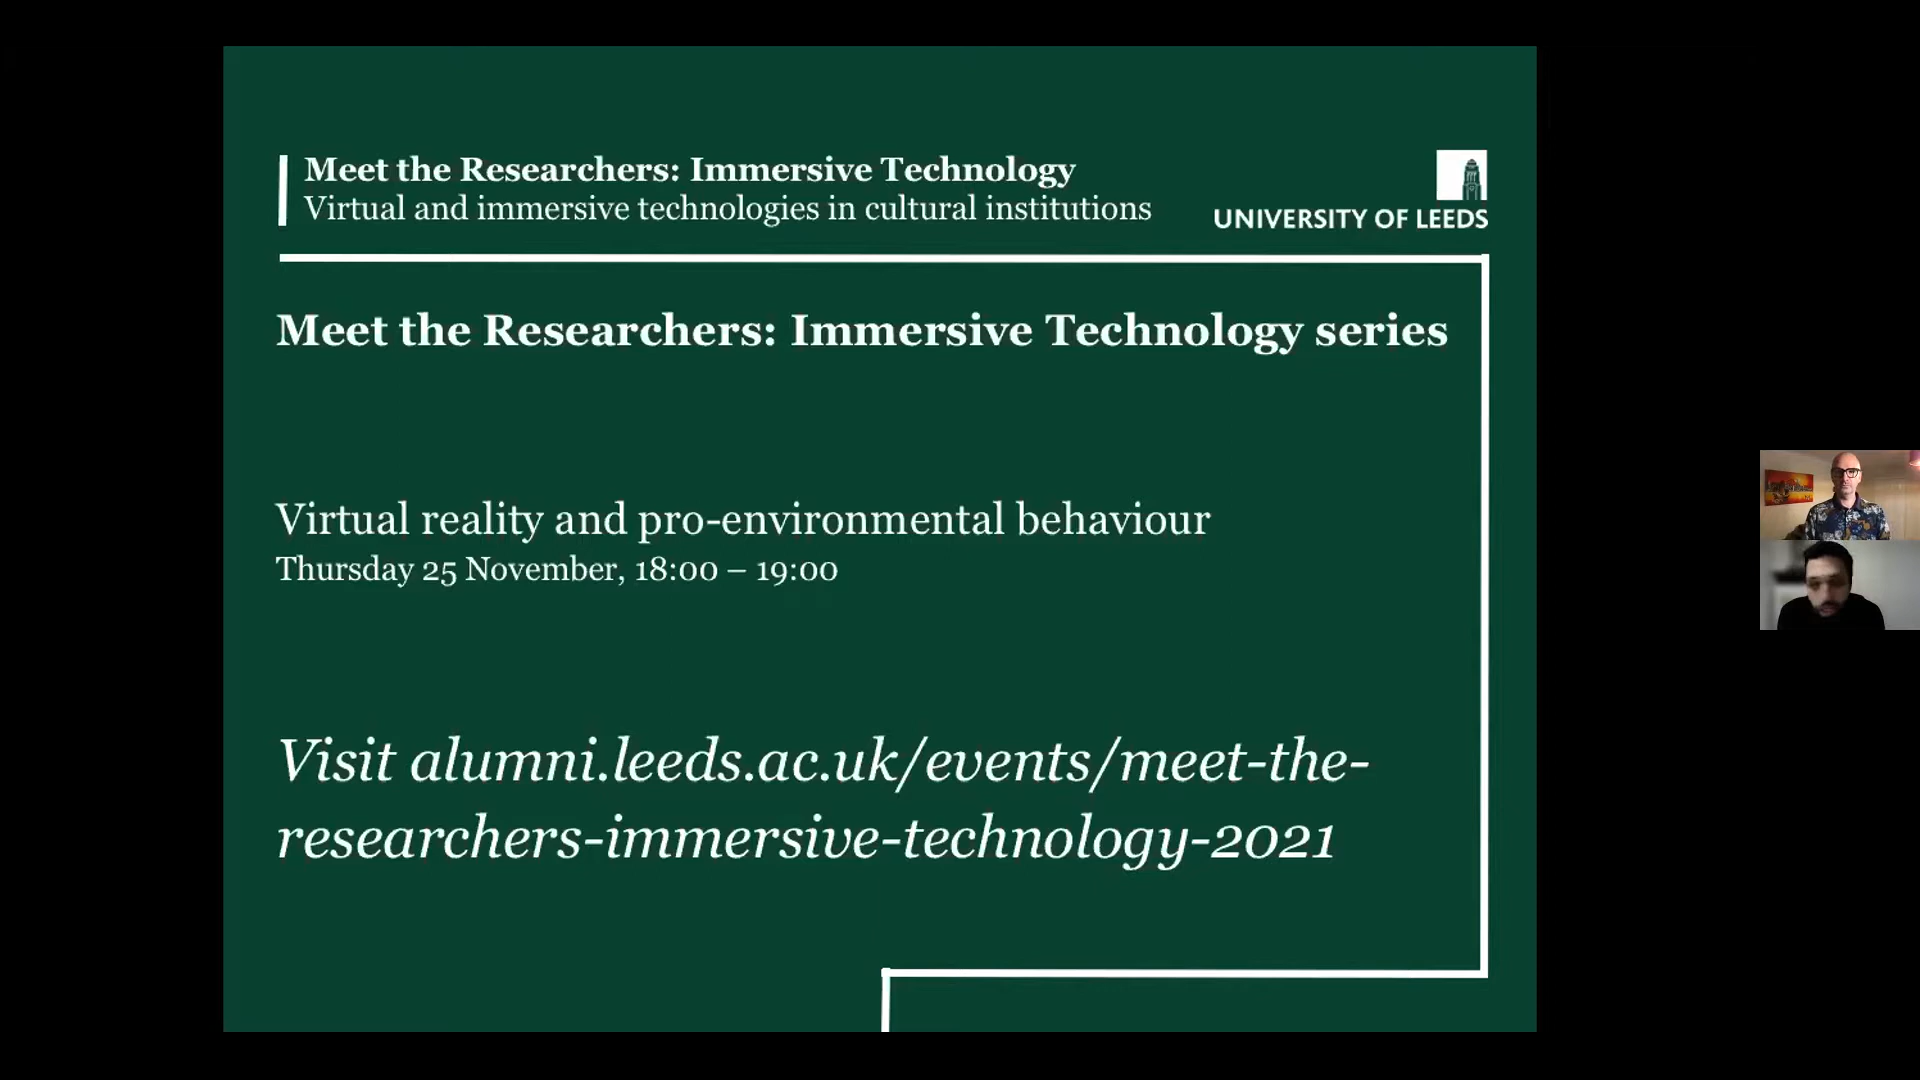 Meet the Researchers: Immersive Technology
Virtual and immersive technologies in cultural institutions
UNIVERSITY OF LEEDS
Meet the Researchers: Immersive Technology series
Virtual reality and pro-environmental behaviour
Thursday 25 November, 18:00 – 19:00
Visit alumni.leeds.ac.uk/events/meet-the-
researchers-immersive-technology-2021